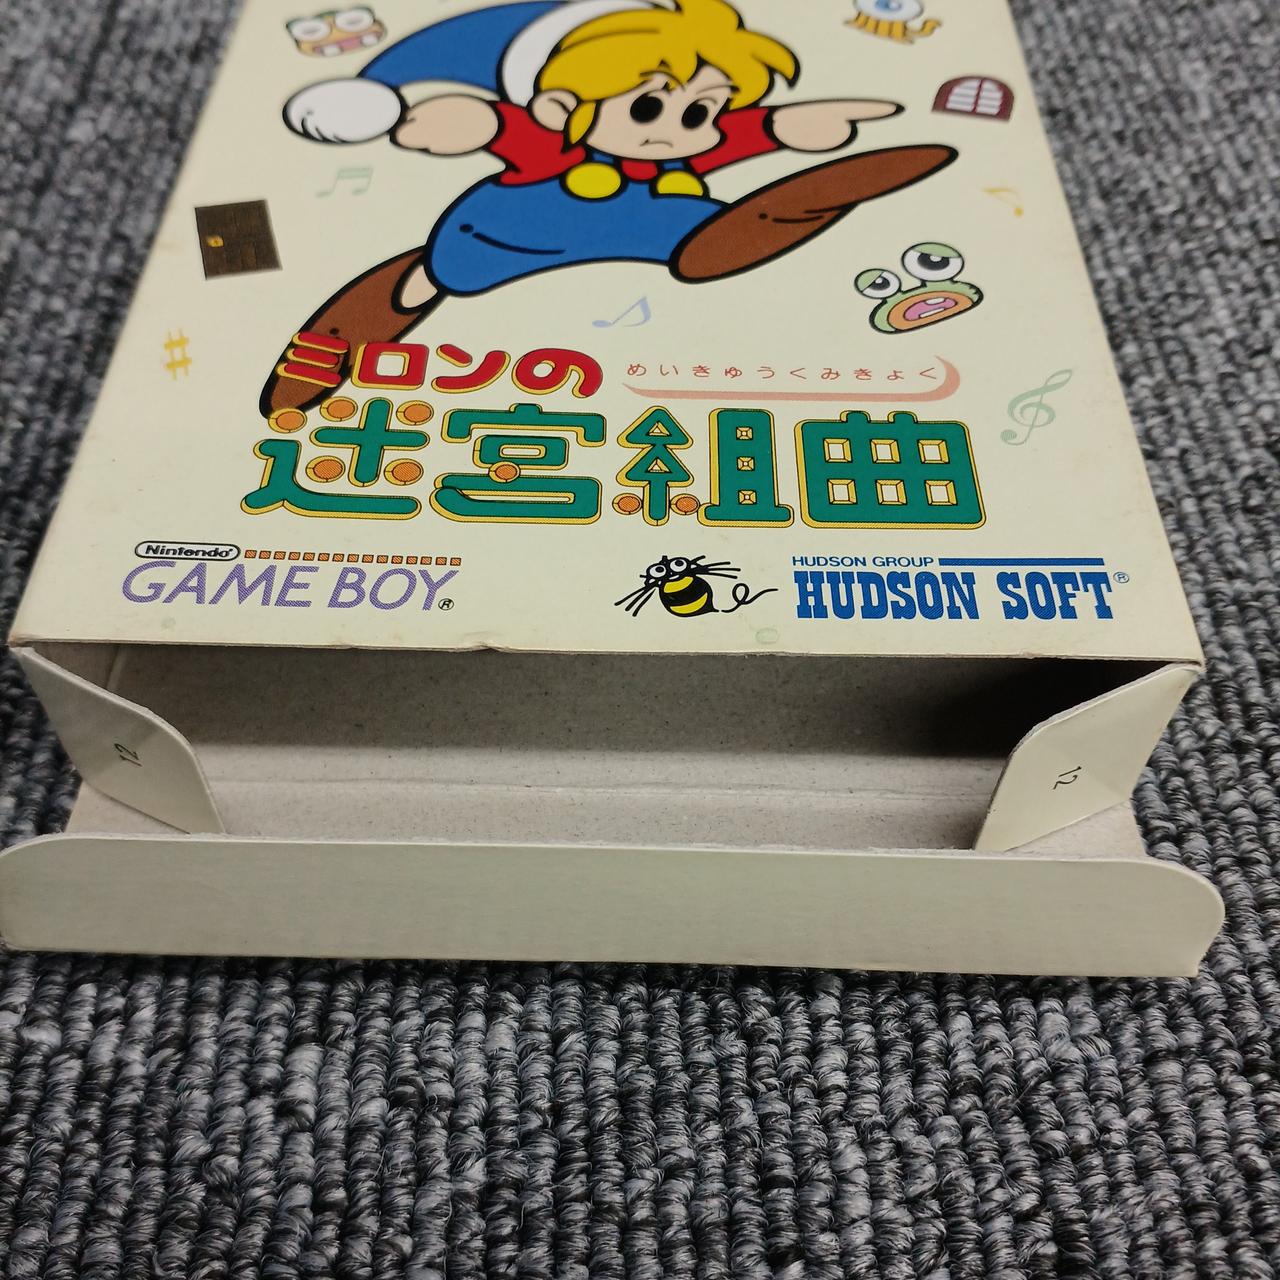 ミロンの
めいきゅうくみきょく
迷宮組曲
Nintendo
GAME BOY®
HUDSON GROUP
HUDSON SOFT®
12
12